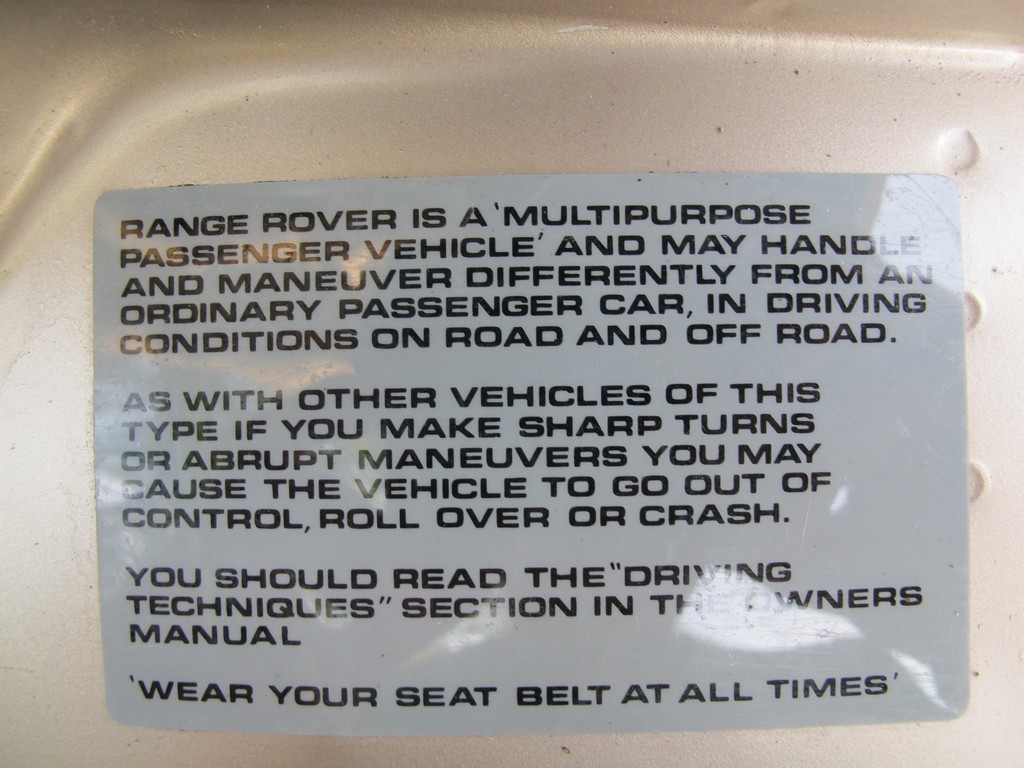 RANGE ROVER IS A 'MULTIPURPOSE
PASSENGER VEHICLE' AND MAY HANDLE
AND MANEUVER DIFFERENTLY FROM AN
ORDINARY PASSENGER CAR, IN DRIVING
CONDITIONS ON ROAD AND OFF ROAD.
AS WITH OTHER VEHICLES OF THIS
TYPE IF YOU MAKE SHARP TURNS
OR ABRUPT MANEUVERS YOU MAY
CAUSE THE VEHICLE TO GO OUT OF
CONTROL, ROLL OVER OR CRASH.
YOU SHOULD READ THE "DRIVING
TECHNIQUES" SECTION IN THE OWNERS
MANUAL
'WEAR YOUR SEAT BELT AT ALL TIMES'